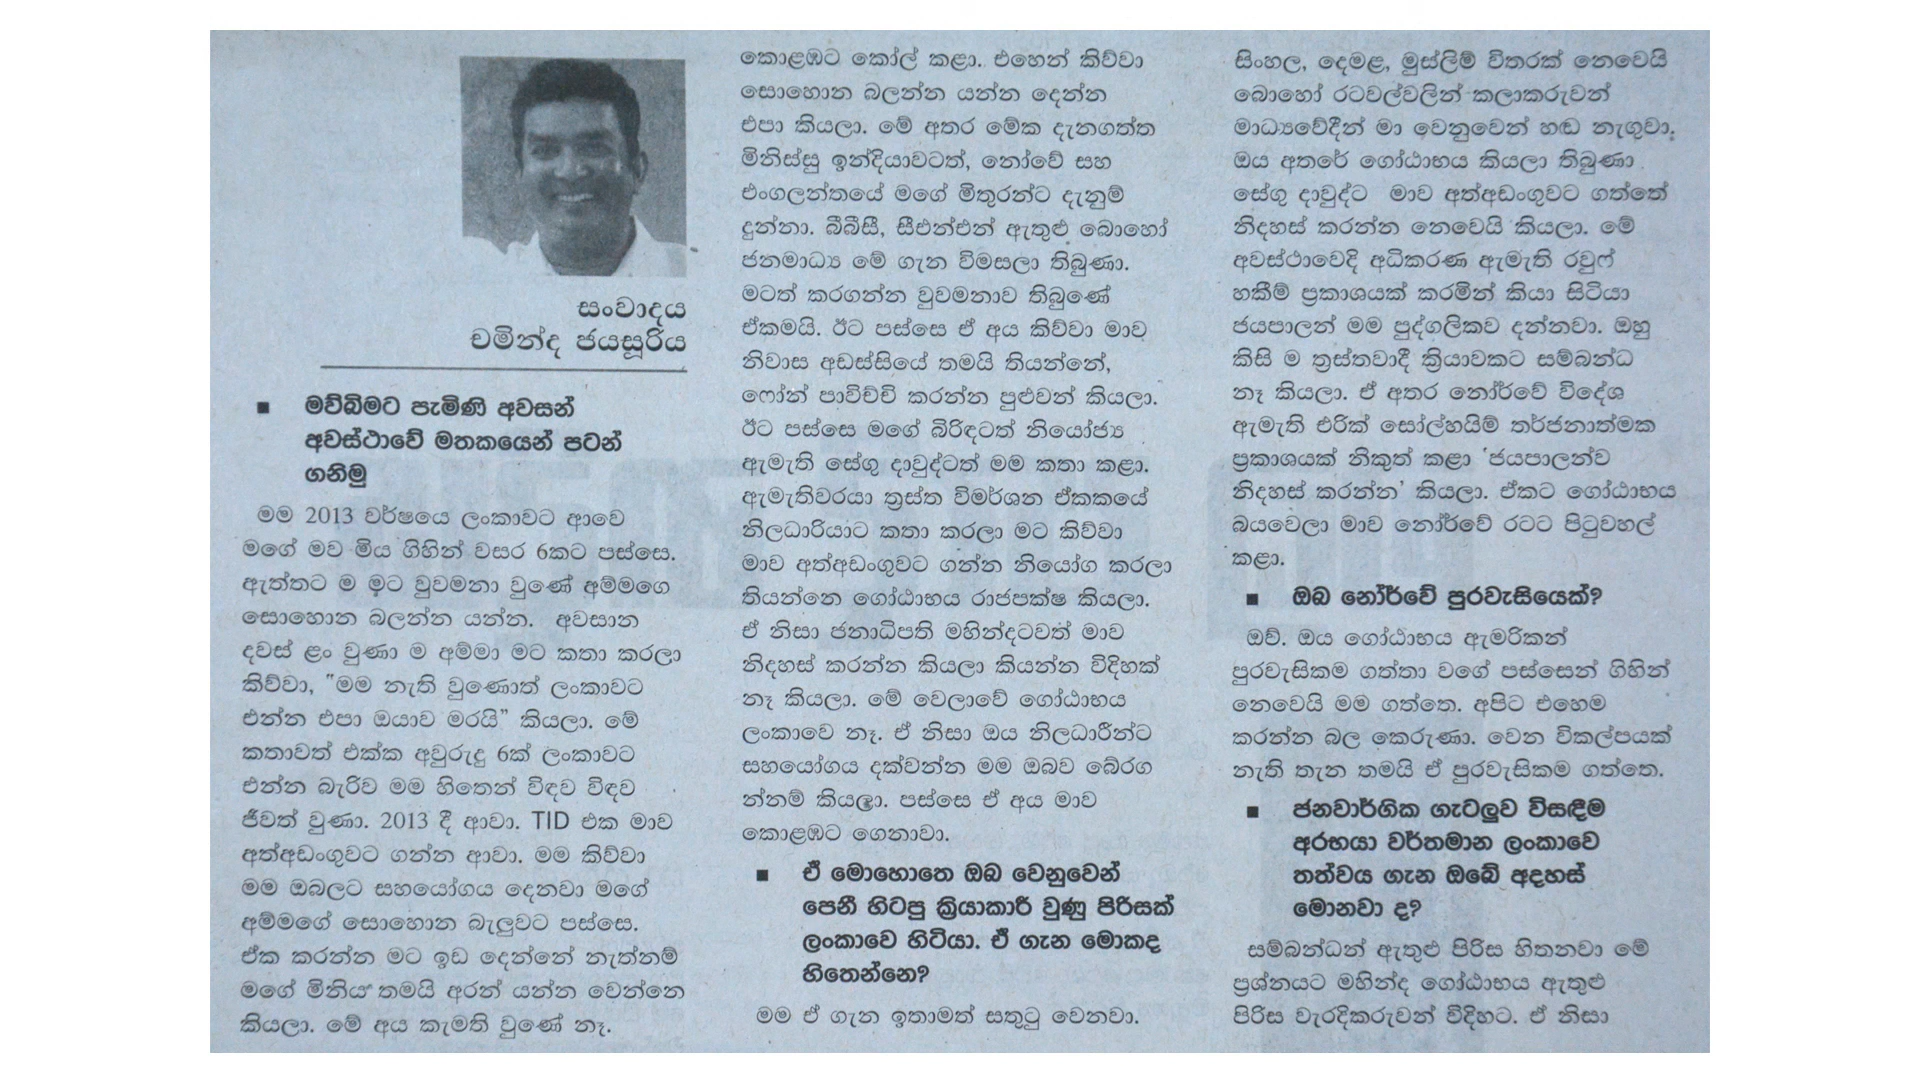 සංවාදය
චමින්ද ජයසූරිය
■ මව්බිමට පැමිණි අවසන්
අවස්ථාවේ මතකයෙන් පටන්
ගනිමු
මම 2013 වර්ෂයෙ ලංකාවට ආවෙ
මගේ මව මිය ගිහින් වසර 6කට පස්සෙ.
ඇත්තට ම මට වුවමනා වුණේ අම්මගෙ
සොහොන බලන්න යන්න. අවසාන
දවස් ළං වුණා ම අම්මා මට කතා කරලා
කිව්වා, "මම නැති වුණොත් ලංකාවට
එන්න එපා ඔයාව මරයි" කියලා. මේ
කතාවත් එක්ක අවුරුදු 6ක් ලංකාවට
එන්න බැරිව මම හිතෙන් විඳව විඳව
ජීවත් වුණා. 2013 දී ආවා. TID එක මාව
අත්අඩංගුවට ගන්න ආවා. මම කිව්වා
මම ඔබලට සහයෝගය දෙනවා මගේ
අම්මගේ සොහොන බැලුවට පස්සෙ.
ඒක කරන්න මට ඉඩ දෙන්නේ නැත්නම්
මගේ මිනිය තමයි අරන් යන්න වෙන්නෙ
කියලා. මේ අය කැමති වුණේ නෑ.
කොළඹට කෝල් කළා. එහෙන් කිව්වා
සොහොන බලන්න යන්න දෙන්න
එපා කියලා. මේ අතර මේක දැනගත්ත
මිනිස්සු ඉන්දියාවටත්, නෝවේ සහ
එංගලන්තයේ මගේ මිතුරන්ට දැනුම්
දුන්නා. බීබීසී, සීඑන්එන් ඇතුළු බොහෝ
ජනමාධ්‍ය මේ ගැන විමසලා තිබුණා.
මටත් කරගන්න වුවමනාව තිබුණේ
ඒකමයි. ඊට පස්සෙ ඒ අය කිව්වා මාව
නිවාස අඩස්සියේ තමයි තියන්නේ,
ෆෝන් පාවිච්චි කරන්න පුළුවන් කියලා.
ඊට පස්සෙ මගේ බිරිඳටත් නියෝජ්‍ය
ඇමැති සේගු දාවුද්ටත් මම කතා කළා.
ඇමැතිවරයා ත්‍රස්ත විමර්ශන ඒකකයේ
නිලධාරියාට කතා කරලා මට කිව්වා
මාව අත්අඩංගුවට ගන්න නියෝග කරලා
තියන්නෙ ගෝඨාභය රාජපක්ෂ කියලා.
ඒ නිසා ජනාධිපති මහින්දටවත් මාව
නිදහස් කරන්න කියලා කියන්න විදිහක්
නෑ කියලා. මේ වෙලාවේ ගෝඨාභය
ලංකාවෙ නෑ. ඒ නිසා ඔය නිලධාරීන්ට
සහයෝගය දක්වන්න මම ඔබව බේරග
න්නම් කියලා. පස්සෙ ඒ අය මාව
කොළඹට ගෙනාවා.
■ ඒ මොහොතෙ ඔබ වෙනුවෙන්
පෙනී හිටපු ක්‍රියාකාරී වුණු පිරිසක්
ලංකාවෙ හිටියා. ඒ ගැන මොකද
හිතෙන්නෙ?
මම ඒ ගැන ඉතාමත් සතුටු වෙනවා.
සිංහල, දෙමළ, මුස්ලිම් විතරක් නෙවෙයි
බොහෝ රටවල්වලින් කලාකරුවන්
මාධ්‍යවේදීන් මා වෙනුවෙන් හඬ නැගුවා.
ඔය අතරේ ගෝඨාභය කියලා තිබුණා
සේගු දාවුද්ට මාව අත්අඩංගුවට ගත්තේ
නිදහස් කරන්න නෙවෙයි කියලා. මේ
අවස්ථාවෙදි අධිකරණ ඇමැති රවුෆ්
හකීම් ප්‍රකාශයක් කරමින් කියා සිටියා
ජයපාලන් මම පුද්ගලිකව දන්නවා. ඔහු
කිසි ම ත්‍රස්තවාදී ක්‍රියාවකට සම්බන්ධ
නෑ කියලා. ඒ අතර නෝර්වේ විදේශ
ඇමැති එරික් සෝල්හයිම් තර්ජනාත්මක
ප්‍රකාශයක් නිකුත් කළා 'ජයපාලන්ව
නිදහස් කරන්න' කියලා. ඒකට ගෝඨාභය
බයවෙලා මාව නෝර්වේ රටට පිටුවහල්
කළා.
■ ඔබ නෝර්වේ පුරවැසියෙක්?
ඔව්. ඔය ගෝඨාභය ඇමරිකන්
පුරවැසිකම ගත්තා වගේ පස්සෙන් ගිහින්
නෙවෙයි මම ගත්තෙ. අපිට එහෙම
කරන්න බල කෙරුණා. වෙන විකල්පයක්
නැති තැන තමයි ඒ පුරවැසිකම ගත්තෙ.
■ ජනවාර්ගික ගැටලුව විසඳීම
අරභයා වර්තමාන ලංකාවෙ
තත්වය ගැන ඔබේ අදහස්
මොනවා ද?
සම්බන්ධන් ඇතුළු පිරිස හිතනවා මේ
ප්‍රශ්නයට මහින්ද ගෝඨාභය ඇතුළු
පිරිස වැරදිකරුවන් විදිහට. ඒ නිසා